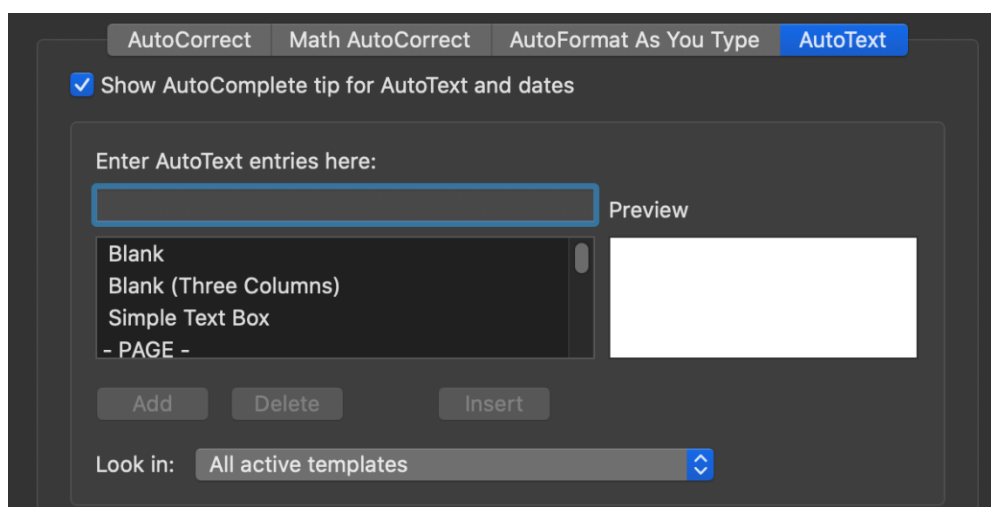 AutoCorrect Math AutoCorrect AutoFormat As You Type AutoText
Show AutoComplete tip for AutoText and dates
Enter AutoText entries here:
Preview
Blank
Blank (Three Columns)
Simple Text Box
- PAGE -
Add Delete Insert
Look in: All active templates